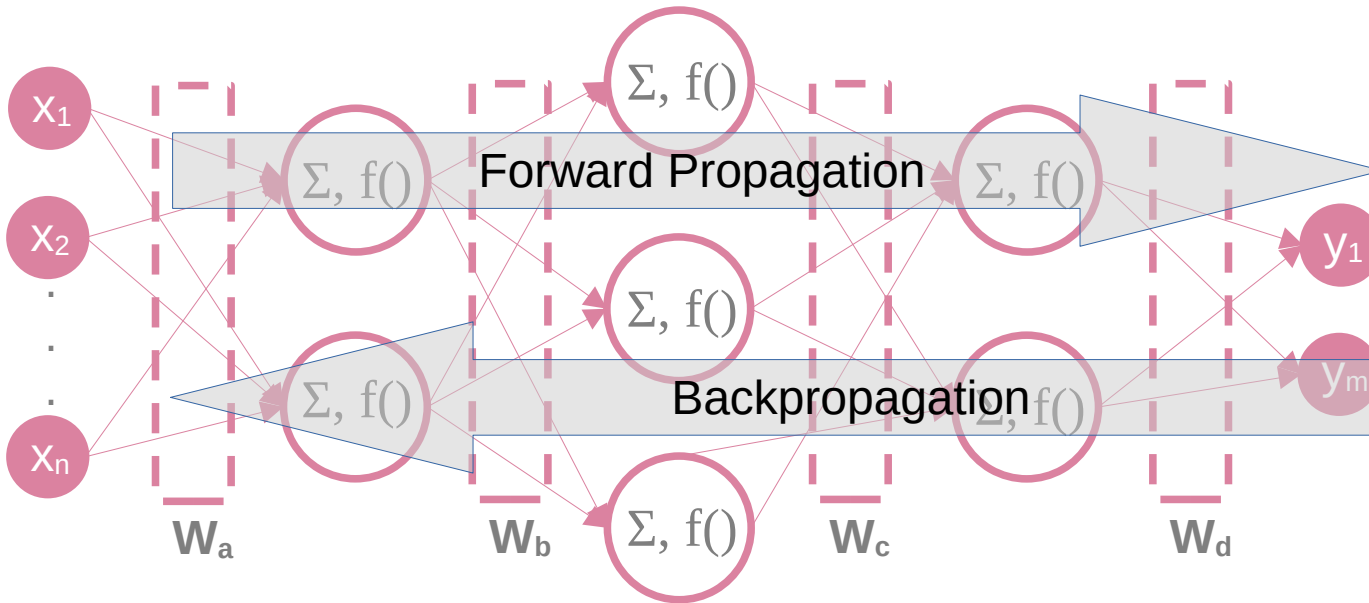 Σ, f()
x1
Σ, f()
Forward Propagation
Σ, f()
x2
y1
.
.
.
Σ, f()
Σ, f()
Backpropagation
Σ, f()
ym
xn
Σ, f()
Wa
Wb
Wc
Wd